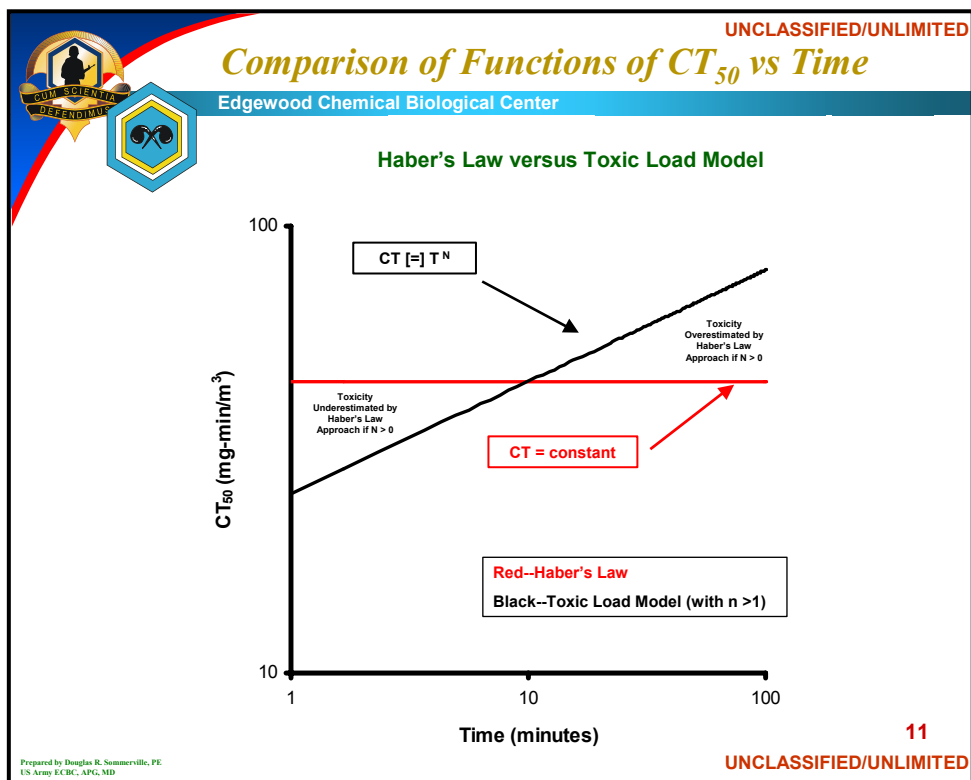 UNCLASSIFIED/UNLIMITED
Comparison of Functions of CT50 vs Time
CUM SCIENTIA
DEFENDIMUS
Edgewood Chemical Biological Center
Haber's Law versus Toxic Load Model
100
CT [=] T N
Toxicity
Overestimated by
Haber's Law
Approach if N > 0
Toxicity
Underestimated by
Haber's Law
Approach if N > 0
CT = constant
CT50 (mg-min/m3)
Red--Haber's Law
Black--Toxic Load Model (with n >1)
10
1
10
100
Time (minutes)
11
Prepared by Douglas R. Sommerville, PE
US Army ECBC, APG, MD
UNCLASSIFIED/UNLIMITED